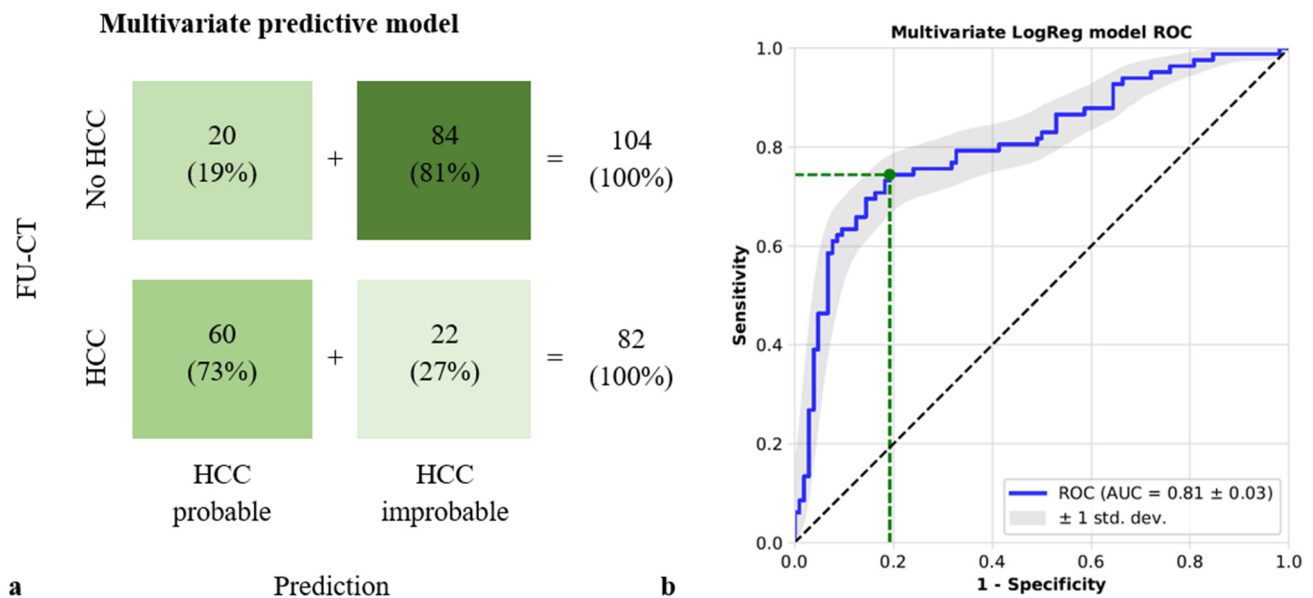 Multivariate predictive model
FU-CT
No HCC
20
(19%)
+
84
(81%)
=
104
(100%)
HCC
60
(73%)
+
22
(27%)
=
82
(100%)
HCC
probable
HCC
improbable
a
Prediction
Multivariate LogReg model ROC
Sensitivity
1.0
0.8
0.6
0.4
0.2
0.0
ROC (AUC = 0.81 ± 0.03)
± 1 std. dev.
0.0 0.2 0.4 0.6 0.8 1.0
1 - Specificity
b